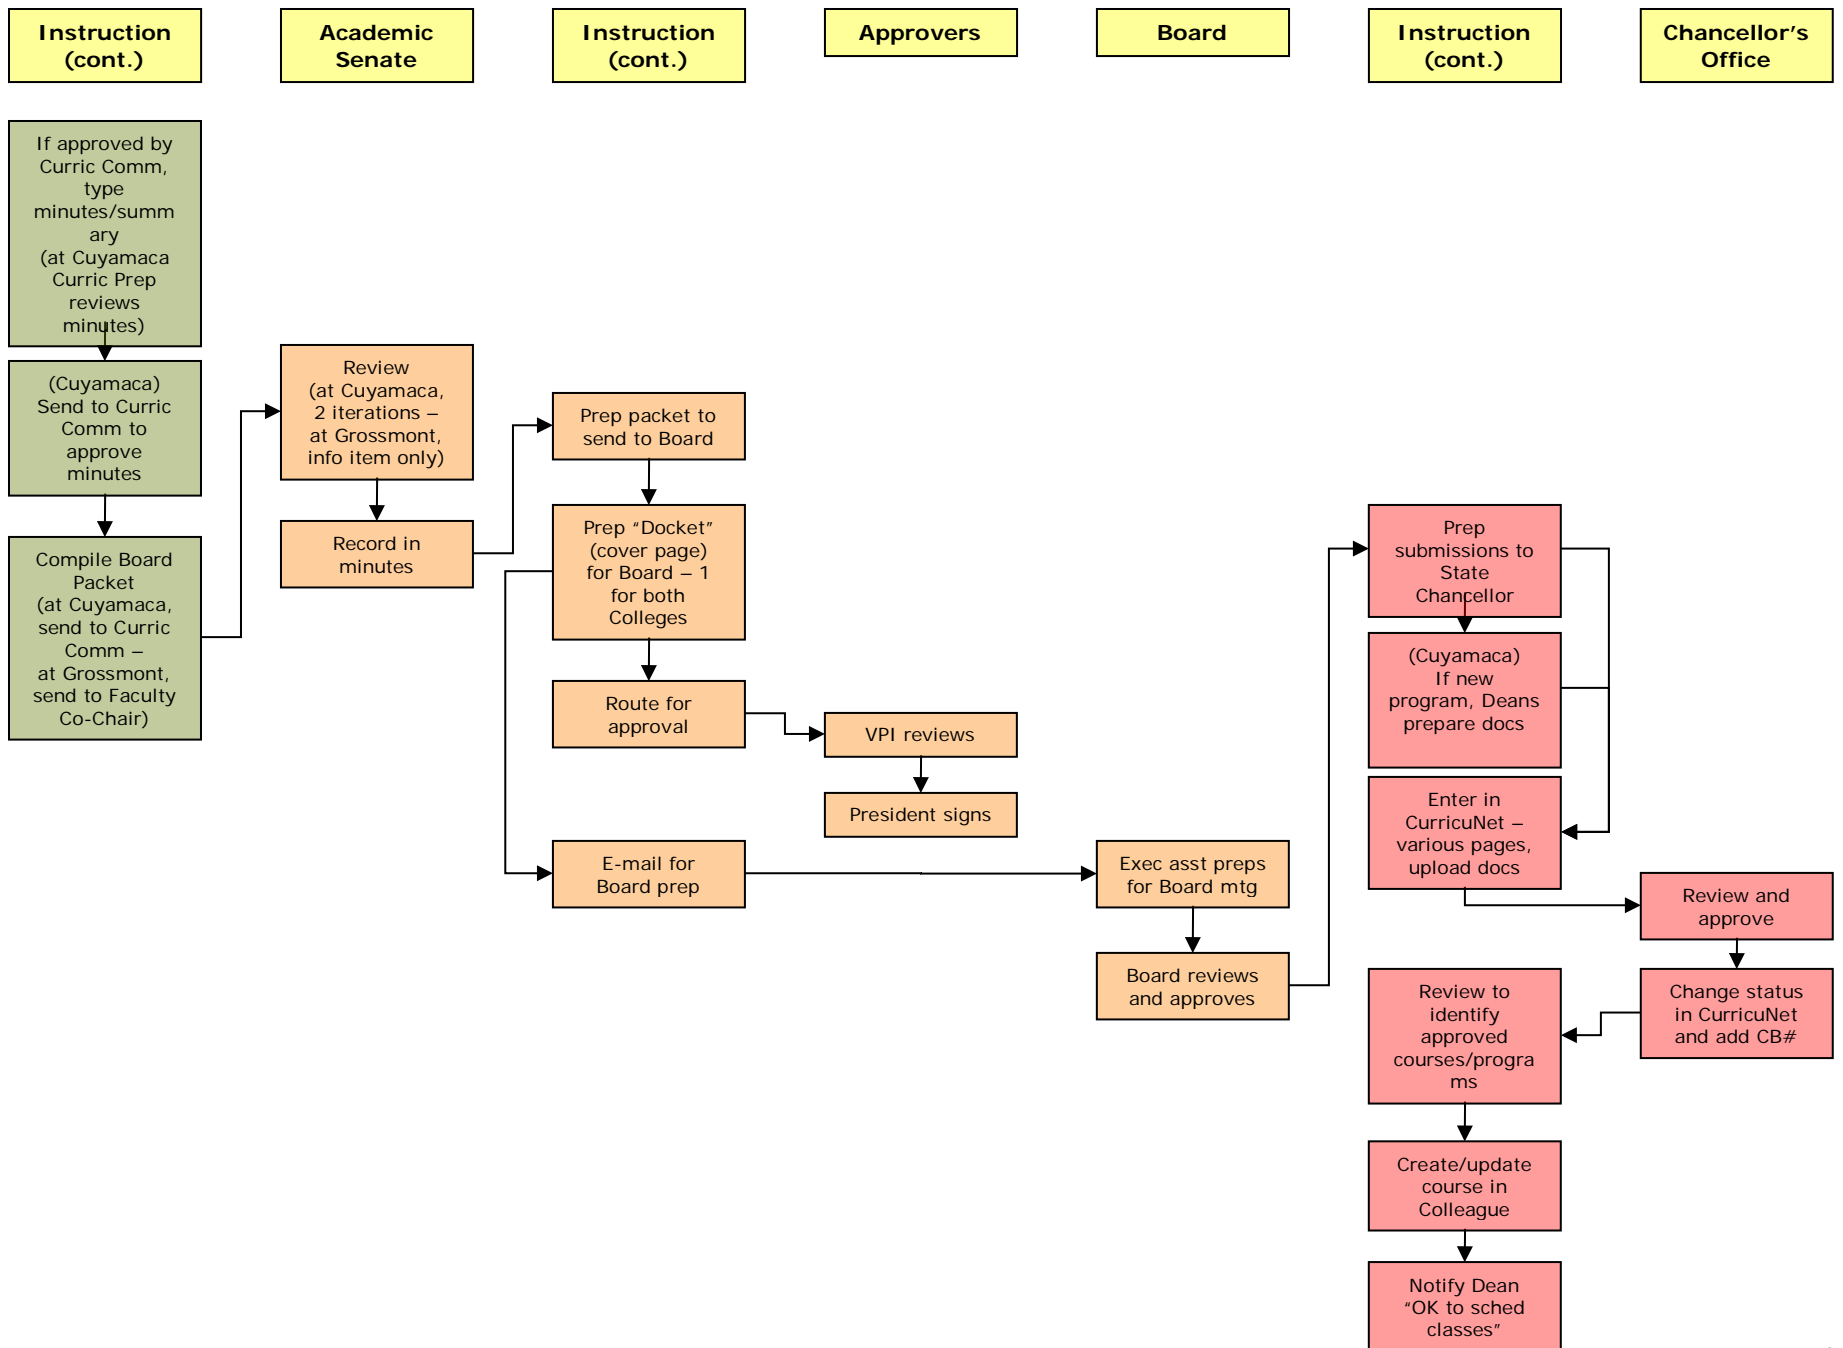 Instruction
(cont.)
Academic
Senate
Instruction
(cont.)
Approvers
Board
Instruction
(cont.)
Chancellor's
Office
If approved by
Curric Comm,
type
minutes/summ
ary
(at Cuyamaca
Curric Prep
reviews
minutes)
(Cuyamaca)
Send to Curric
Comm to
approve
minutes
Compile Board
Packet
(at Cuyamaca,
send to Curric
Comm –
at Grossmont,
send to Faculty
Co-Chair)
Review
(at Cuyamaca,
2 iterations –
at Grossmont,
info item only)
Record in
minutes
Prep packet to
send to Board
Prep “Docket”
(cover page)
for Board – 1
for both
Colleges
Route for
approval
E-mail for
Board prep
VPI reviews
President signs
Exec asst preps
for Board mtg
Board reviews
and approves
Prep
submissions to
State
Chancellor
(Cuyamaca)
If new
program, Deans
prepare docs
Enter in
CurricuNet –
various pages,
upload docs
Review to
identify
approved
courses/progra
ms
Create/update
course in
Colleague
Notify Dean
“OK to sched
classes”
Review and
approve
Change status
in CurricuNet
and add CB#